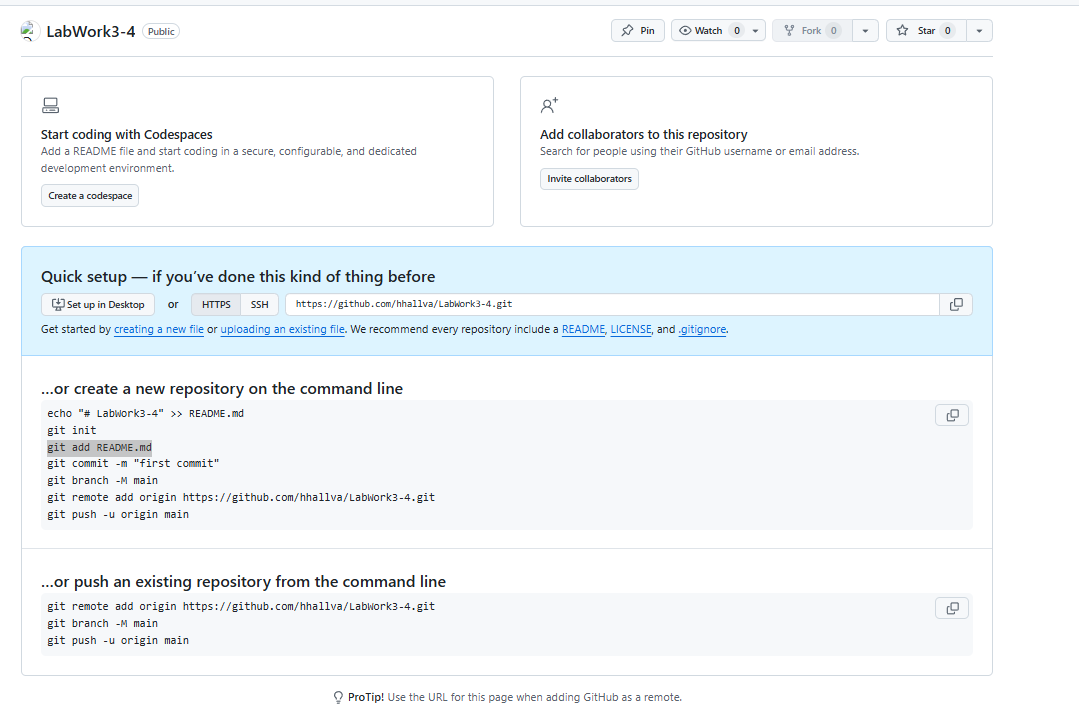 LabWork3-4 Public Pin Watch 0 Fork 0 Star 0
Start coding with Codespaces
Add a README file and start coding in a secure, configurable, and dedicated
development environment.
Create a codespace
Add collaborators to this repository
Search for people using their GitHub username or email address.
Invite collaborators
Quick setup — if you've done this kind of thing before
Set up in Desktop or HTTPS SSH https://github.com/hhallva/LabWork3-4.git
Get started by creating a new file or uploading an existing file. We recommend every repository include a README, LICENSE, and .gitignore.
…or create a new repository on the command line
echo "# LabWork3-4" >> README.md
git init
git add README.md
git commit -m "first commit"
git branch -M main
git remote add origin https://github.com/hhallva/LabWork3-4.git
git push -u origin main
…or push an existing repository from the command line
git remote add origin https://github.com/hhallva/LabWork3-4.git
git branch -M main
git push -u origin main
ProTip! Use the URL for this page when adding GitHub as a remote.